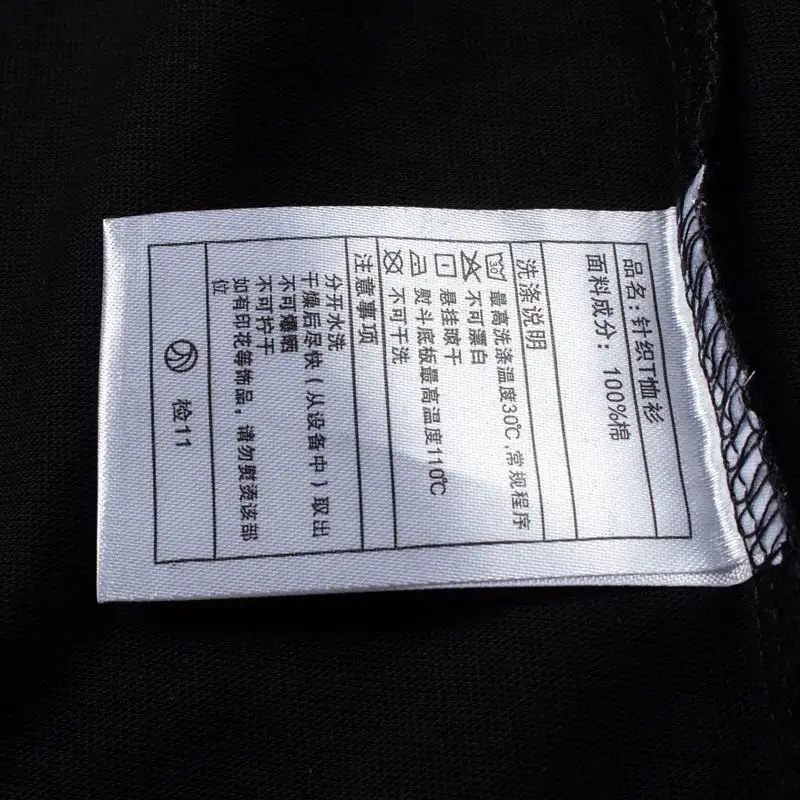 品名：针织T恤衫
面料成分：100%棉
洗涤说明
30 最高洗涤温度30℃,常规程序
不可漂白
悬挂晾干
熨斗底板最高温度110℃
不可干洗
注意事项
分开水洗
干燥后尽快（从设备中）取出
不可爆晒
不可拧干
如有印花等饰品，请勿熨烫该部
位
检11